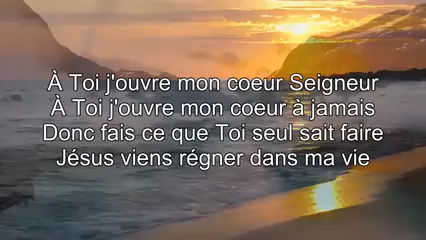 À Toi j'ouvre mon coeur Seigneur
À Toi j'ouvre mon coeur à jamais
Donc fais ce que Toi seul sait faire
Jésus viens régner dans ma vie